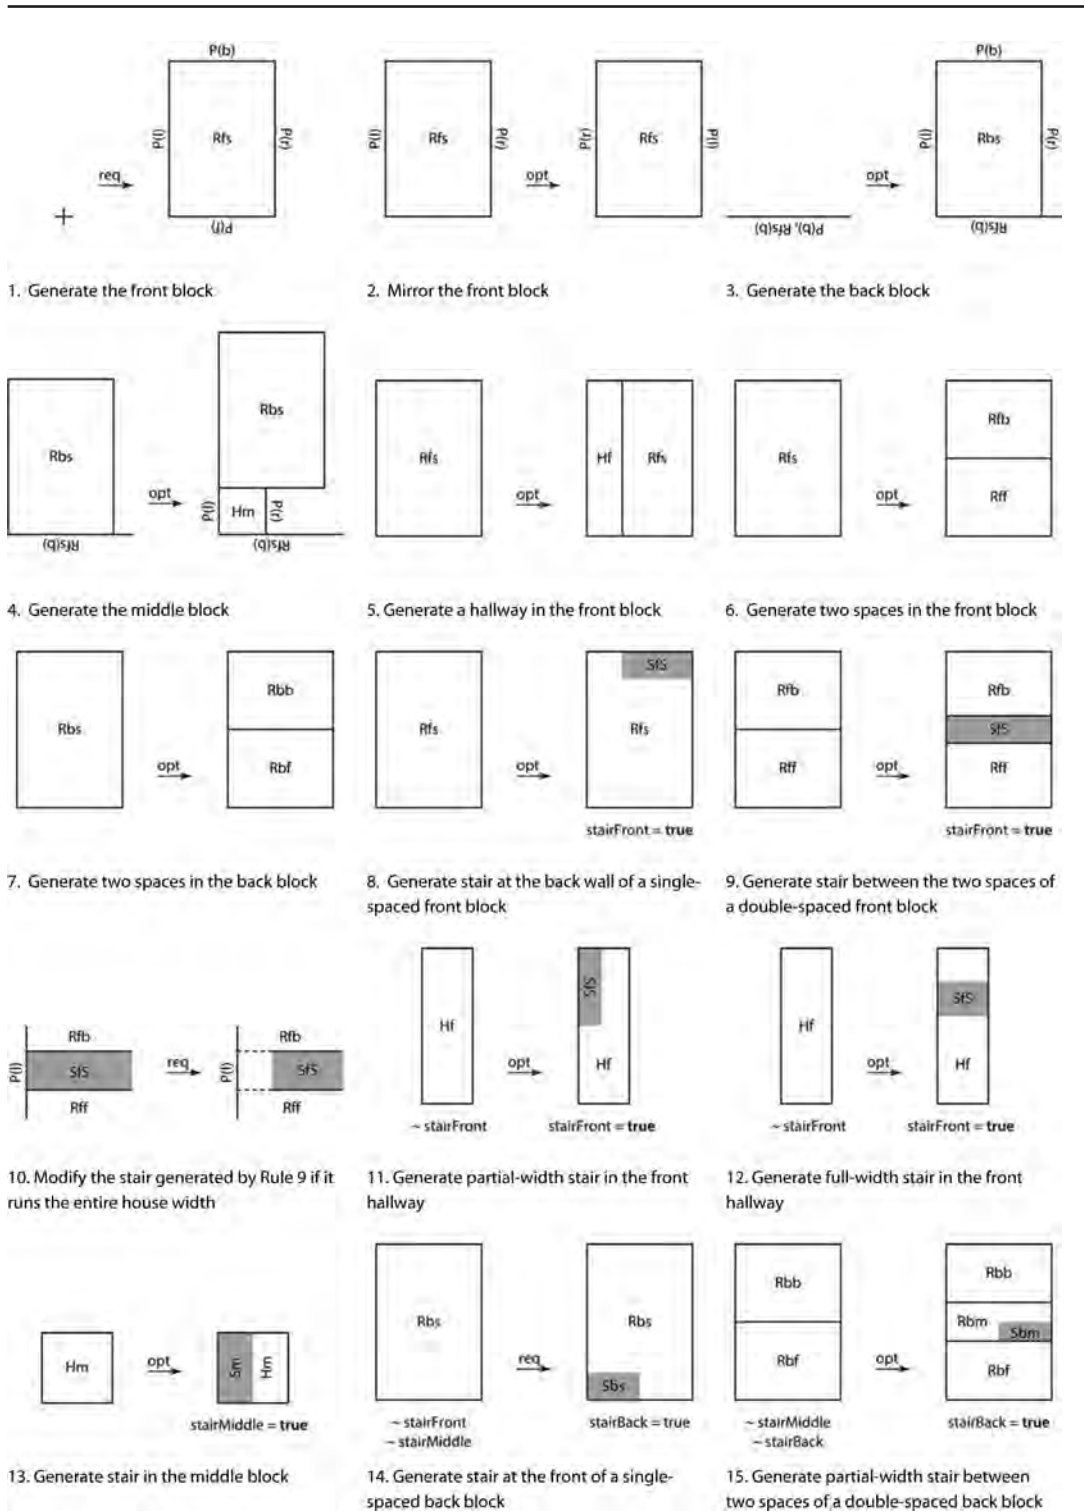 P(b)
P(l) Rfs P(r) P(l) Rfs P(r) P(r) Rfs P(l) P(l) Rbs P(r)
P(b)
req opt opt
P(f) P(b), Rfs(b) Rfs(b)
1. Generate the front block
2. Mirror the front block
3. Generate the back block
Rbs opt Rbs
P(l) Hm P(r)
Rfs(b) Rfs(b)
Rfs opt Hf Rfs
Rfs opt Rfb
Rff
4. Generate the middle block
5. Generate a hallway in the front block
6. Generate two spaces in the front block
Rbs opt Rbb
Rbf
Rfs opt SfS
Rfs
stairFront = true
Rfb
Rff
opt
Rfb
SfS
Rff
stairFront = true
7. Generate two spaces in the back block
8. Generate stair at the back wall of a single-
spaced front block
9. Generate stair between the two spaces of
a double-spaced front block
Rfb
P(l) SfS
Rff
req
Rfb
P(l) SfS
Rff
Hf
~ stairFront
opt
SfS
Hf
stairFront = true
Hf
~ stairFront
opt
SfS
Hf
stairFront = true
10. Modify the stair generated by Rule 9 if it
runs the entire house width
11. Generate partial-width stair in the front
hallway
12. Generate full-width stair in the front
hallway
Hm opt Sm Hm
stairMiddle = true
Rbs
~ stairFront
~ stairMiddle
req
Rbs
Sbs
stairBack = true
Rbb
Rbf
~ stairMiddle
~ stairBack
opt
Rbb
Rbm
Sbm
Rbf
stairBack = true
13. Generate stair in the middle block
14. Generate stair at the front of a single-
spaced back block
15. Generate partial-width stair between
two spaces of a double-spaced back block